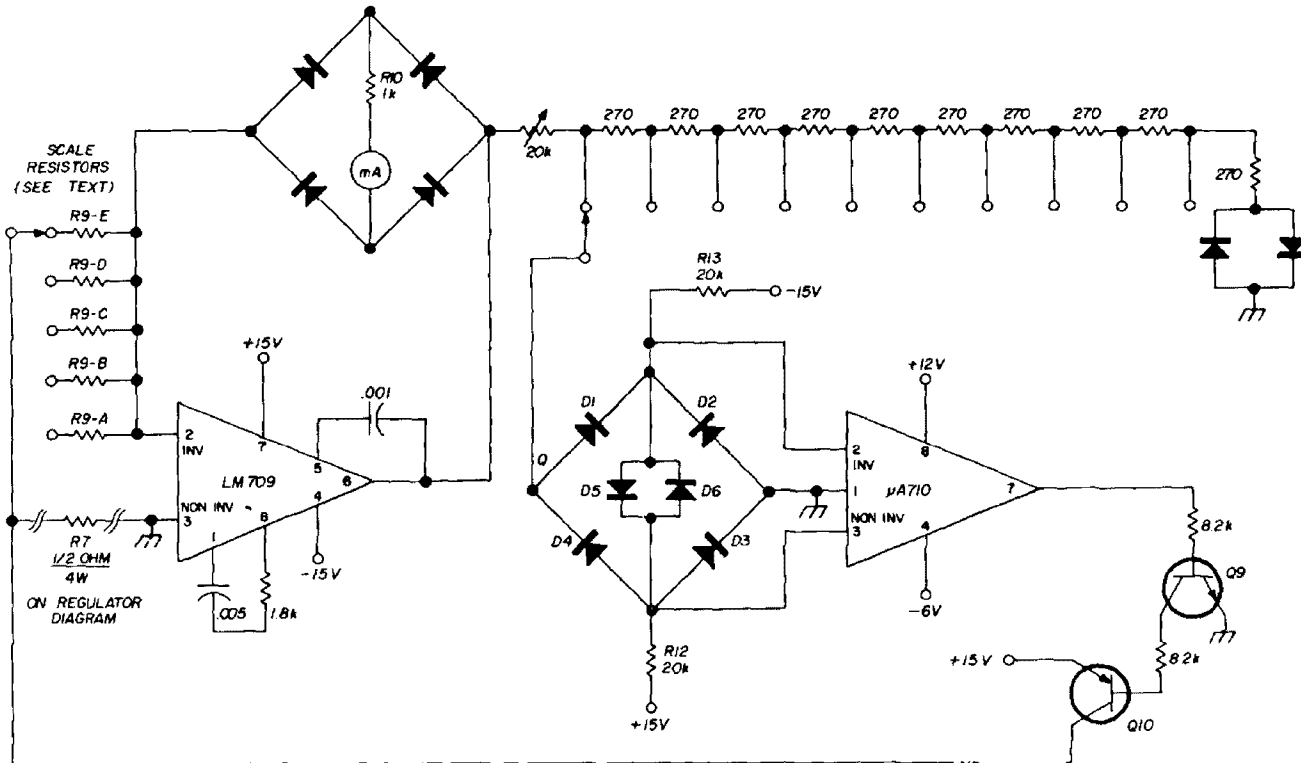 R10
1k
mA
20k
270
270
270
270
270
270
270
270
270
270
SCALE
RESISTORS
(SEE TEXT)
R9-E
R9-D
R9-C
R9-B
R9-A
+15V
.001
2
INV
7
5
6
LM709
4
NON INV
3
8
1
-15V
R7
1/2 OHM
4W
ON REGULATOR
DIAGRAM
.005
1.8k
R13
20k
-15V
D1
D2
Q
D5
D6
D4
D3
R12
20k
+15V
+12V
2
INV
8
1
μA710
7
NON INV
3
4
-6V
8.2k
Q9
8.2k
+15V
Q10